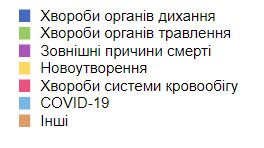 Хвороби органів дихання
Хвороби органів травлення
Зовнішні причини смерті
Новоутворення
Хвороби системи кровообігу
COVID-19
Інші